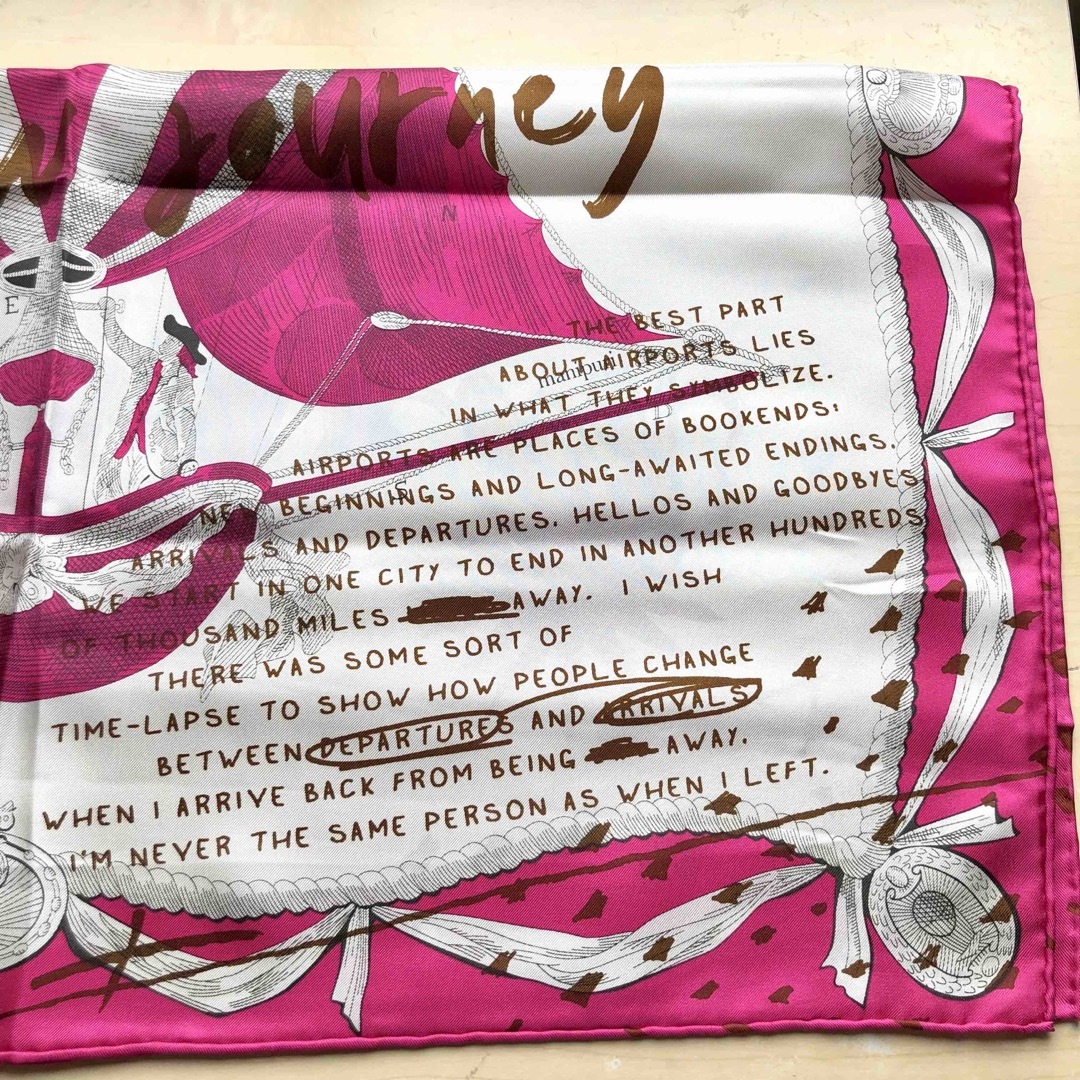 Journey
N
E
THE BEST PART
ABOUT AIRPORTS LIES
manipuri
IN WHAT THEY SYMBOLIZE.
AIRPORTS ARE PLACES OF BOOKENDS:
NEW BEGINNINGS AND LONG-AWAITED ENDINGS.
ARRIVALS AND DEPARTURES. HELLOS AND GOODBYES
WE START IN ONE CITY TO END IN ANOTHER HUNDREDS
OF THOUSAND MILES AWAY. I WISH
THERE WAS SOME SORT OF
TIME-LAPSE TO SHOW HOW PEOPLE CHANGE
BETWEEN DEPARTURES AND ARRIVALS
WHEN I ARRIVE BACK FROM BEING AWAY.
I'M NEVER THE SAME PERSON AS WHEN I LEFT.